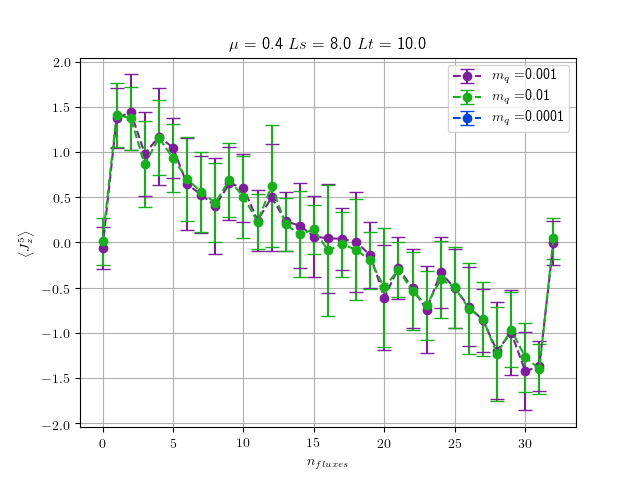 μ = 0.4 Ls = 8.0 Lt = 10.0
m_q =0.001
m_q =0.01
m_q =0.0001
2.0
1.5
1.0
0.5
0.0
−0.5
−1.0
−1.5
−2.0
⟨J_z^5⟩
0 5 10 15 20 25 30
n_fluxes